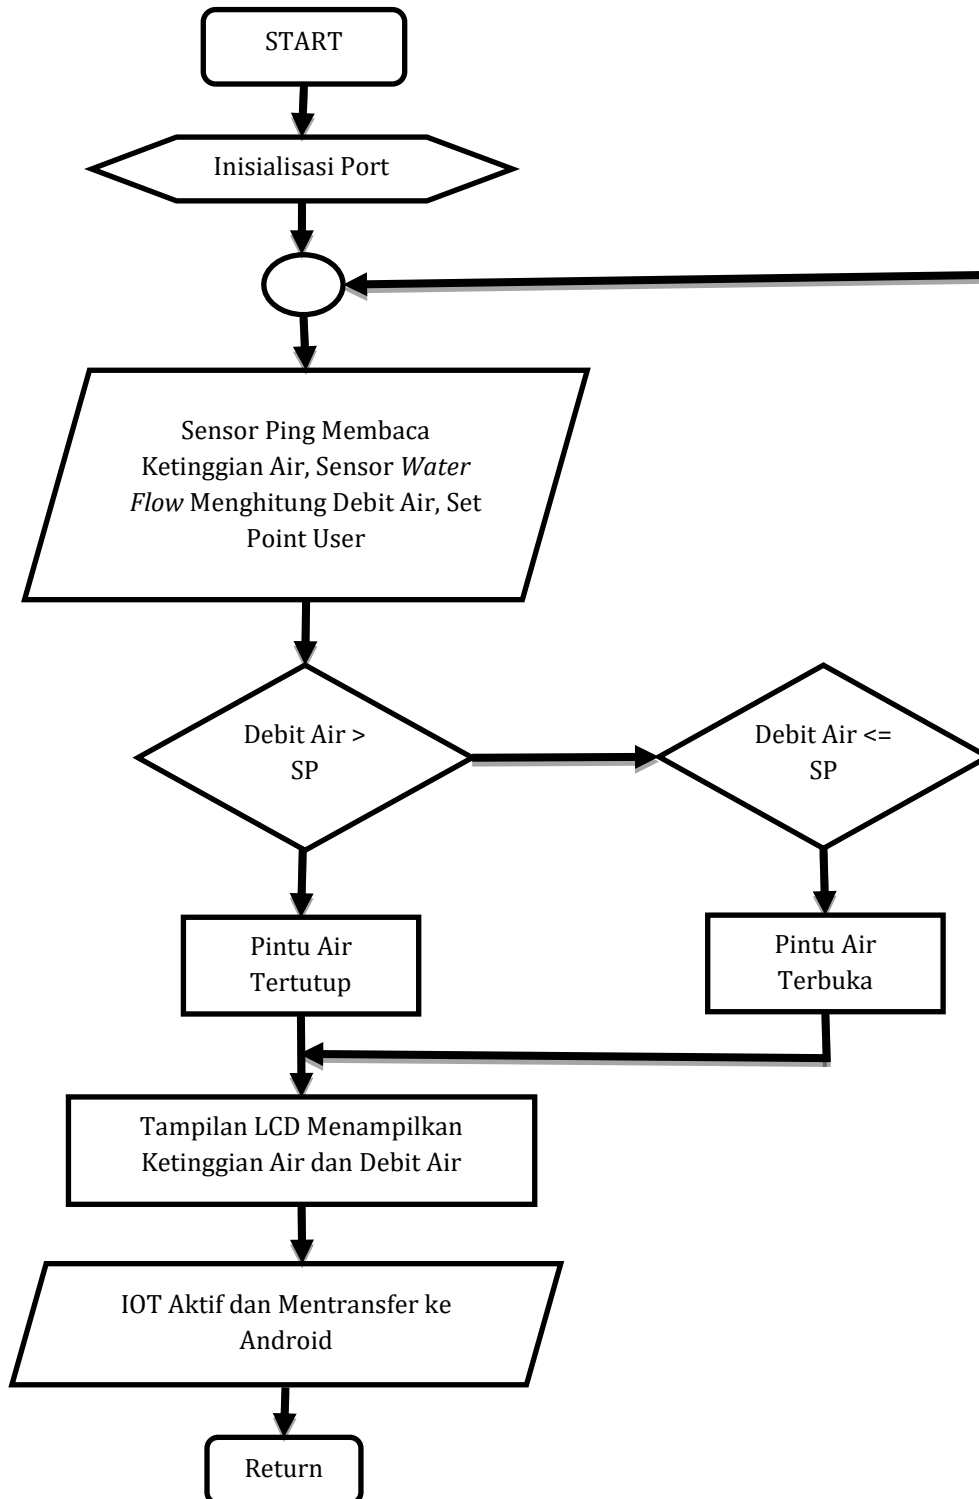 START
Inisialisasi Port
Sensor Ping Membaca
Ketinggian Air, Sensor Water
Flow Menghitung Debit Air, Set
Point User
Debit Air >
SP
Debit Air <=
SP
Pintu Air
Tertutup
Pintu Air
Terbuka
Tampilan LCD Menampilkan
Ketinggian Air dan Debit Air
IOT Aktif dan Mentransfer ke
Android
Return